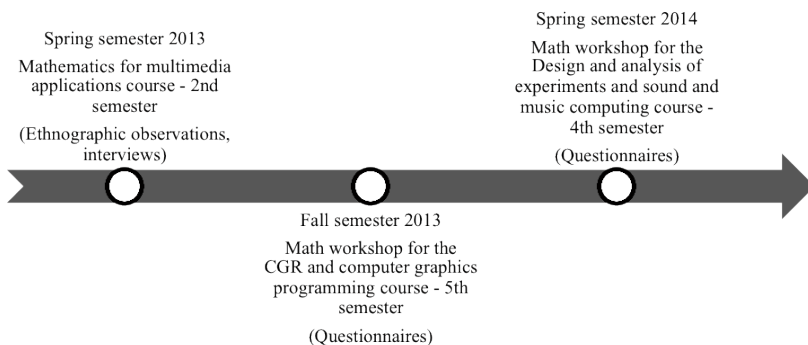 Spring semester 2013
Mathematics for multimedia
applications course - 2nd
semester
(Ethnographic observations,
interviews)
Fall semester 2013
Math workshop for the
CGR and computer graphics
programming course - 5th
semester
(Questionnaires)
Spring semester 2014
Math workshop for the
Design and analysis of
experiments and sound and
music computing course -
4th semester
(Questionnaires)